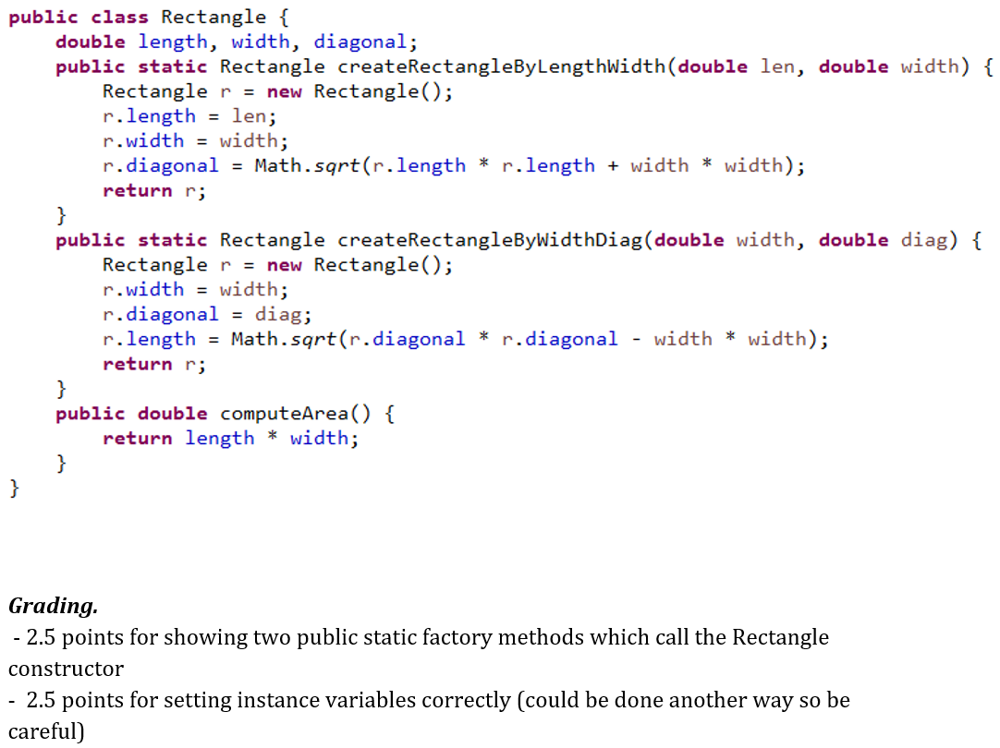 public class Rectangle {
    double length, width, diagonal;
    public static Rectangle createRectangleByLengthWidth(double len, double width) {
        Rectangle r = new Rectangle();
        r.length = len;
        r.width = width;
        r.diagonal = Math.sqrt(r.length * r.length + width * width);
        return r;
    }
    public static Rectangle createRectangleByWidthDiag(double width, double diag) {
        Rectangle r = new Rectangle();
        r.width = width;
        r.diagonal = diag;
        r.length = Math.sqrt(r.diagonal * r.diagonal - width * width);
        return r;
    }
    public double computeArea() {
        return length * width;
    }
}
Grading.
- 2.5 points for showing two public static factory methods which call the Rectangle
constructor
- 2.5 points for setting instance variables correctly (could be done another way so be
careful)